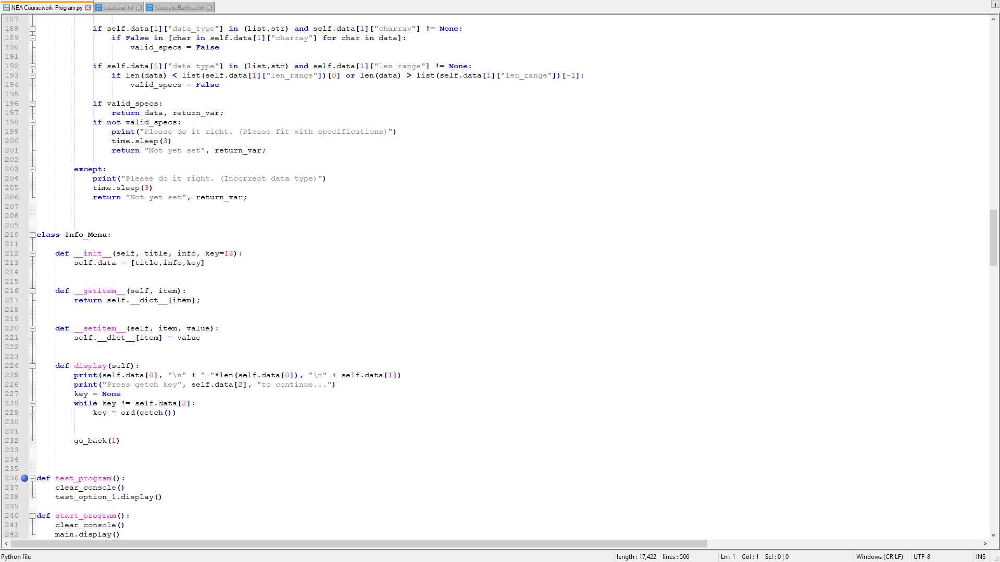 NEA Coursework Program.py database.txt databaseBackup.txt +
187
188 if self.data[1]["data_type"] in (list,str) and self.data[1]["charray"] != None:
189 if False in [char in self.data[1]["charray"] for char in data]:
190 valid_specs = False
191
192 if self.data[1]["data_type"] in (list,str) and self.data[1]["len_range"] != None:
193 if len(data) < list(self.data[1]["len_range"])[0] or len(data) > list(self.data[1]["len_range"])[-1]:
194 valid_specs = False
195
196 if valid_specs:
197 return data, return_var;
198 if not valid_specs:
199 print("Please do it right. (Please fit with specifications)")
200 time.sleep(3)
201 return "Not yet set", return_var;
202
203 except:
204 print("Please do it right. (Incorrect data type)")
205 time.sleep(3)
206 return "Not yet set", return_var;
207
208
209
210 class Info_Menu:
211
212 def __init__(self, title, info, key=13):
213 self.data = [title,info,key]
214
215
216 def __getitem__(self, item):
217 return self.__dict__[item];
218
219
220 def __setitem__(self, item, value):
221 self.__dict__[item] = value
222
223
224 def display(self):
225 print(self.data[0], "\n" + "-"*len(self.data[0]), "\n" + self.data[1])
226 print("Press getch key", self.data[2], "to continue...")
227 key = None
228 while key != self.data[2]:
229 key = ord(getch())
230
231
232 go_back(1)
233
234
235
236 def test_program():
237 clear_console()
238 test_option_1.display()
239
240 def start_program():
241 clear_console()
242 main.display()
Python file length : 17,422 lines : 506 Ln : 1 Col : 1 Sel : 0 | 0 Windows (CR LF) UTF-8 INS